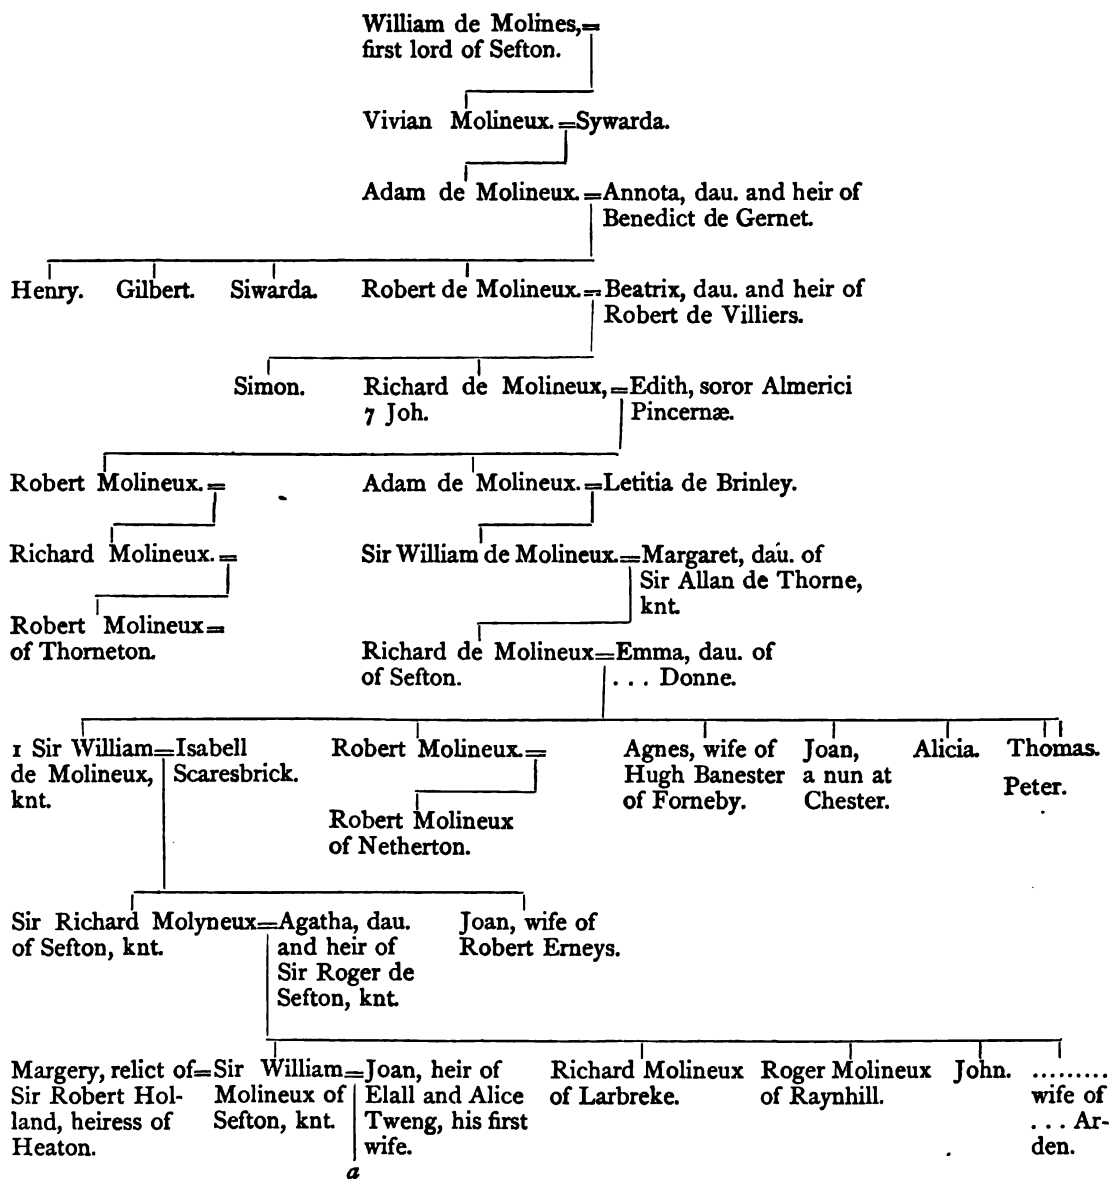 William de Molines,=
first lord of Sefton.
Vivian Molineux.=Sywarda.
Adam de Molineux.=Annota, dau. and heir of
Benedict de Gernet.
Henry. Gilbert. Siwarda. Robert de Molineux.=Beatrix, dau. and heir of
Robert de Villiers.
Simon. Richard de Molineux,=Edith, soror Almerici
7 Joh. Pincernæ.
Robert Molineux.= Adam de Molineux.=Letitia de Brinley.
Richard Molineux.= Sir William de Molineux.=Margaret, dau. of
Sir Allan de Thorne,
knt.
Robert Molineux=
of Thorneton.
Richard de Molineux=Emma, dau. of
of Sefton. ... Donne.
1 Sir William=Isabell
de Molineux, Scaresbrick.
knt.
Robert Molineux.=
Robert Molineux
of Netherton.
Agnes, wife of
Hugh Banester
of Forneby.
Joan,
a nun at
Chester.
Alicia.
Thomas.
Peter.
Sir Richard Molyneux=Agatha, dau.
of Sefton, knt. and heir of
Sir Roger de
Sefton, knt.
Joan, wife of
Robert Erneys.
Margery, relict of=Sir William=Joan, heir of
Sir Robert Hol- Molineux of Elall and Alice
land, heiress of Sefton, knt. Tweng, his first
Heaton. wife.
a
Richard Molineux
of Larbreke.
Roger Molineux
of Raynhill.
John.
.........
wife of
... Ar-
den.